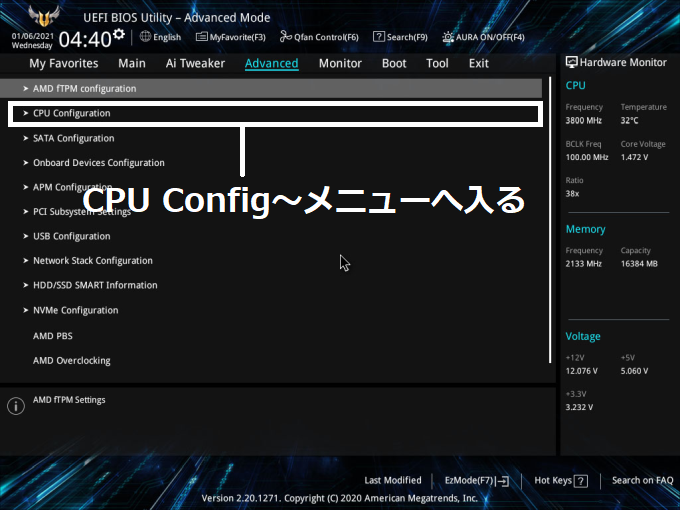 UEFI BIOS Utility – Advanced Mode
01/06/2021
Wednesday
04:40
English
MyFavorite(F3)
Qfan Control(F6)
Search(F9)
AURA ON/OFF(F4)
My Favorites
Main
Ai Tweaker
Advanced
Monitor
Boot
Tool
Exit
AMD fTPM configuration
CPU Configuration
SATA Configuration
Onboard Devices Configuration
APM Configuration
CPU Config～メニューへ入る
PCI Subsystem Settings
USB Configuration
Network Stack Configuration
HDD/SSD SMART Information
NVMe Configuration
AMD PBS
AMD Overclocking
AMD fTPM Settings
Hardware Monitor
CPU
Frequency
Temperature
3800 MHz
32°C
BCLK Freq
Core Voltage
100.00 MHz
1.472 V
Ratio
38x
Memory
Frequency
Capacity
2133 MHz
16384 MB
Voltage
+12V
+5V
12.076 V
5.060 V
+3.3V
3.232 V
Last Modified
EzMode(F7)
Hot Keys ?
Search on FAQ
Version 2.20.1271. Copyright (C) 2020 American Megatrends, Inc.